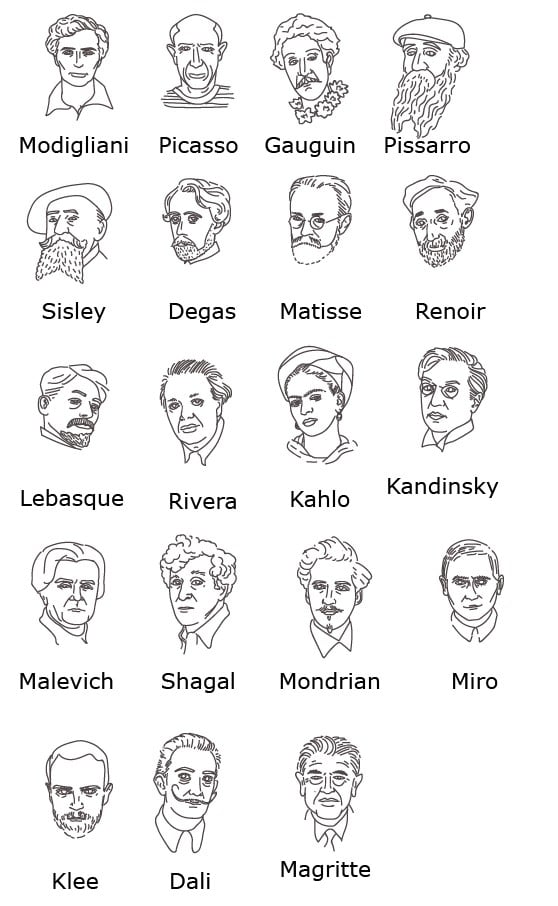 Modigliani Picasso Gauguin Pissarro
Sisley Degas Matisse Renoir
Lebasque Rivera Kahlo Kandinsky
Malevich Shagal Mondrian Miro
Klee Dali Magritte